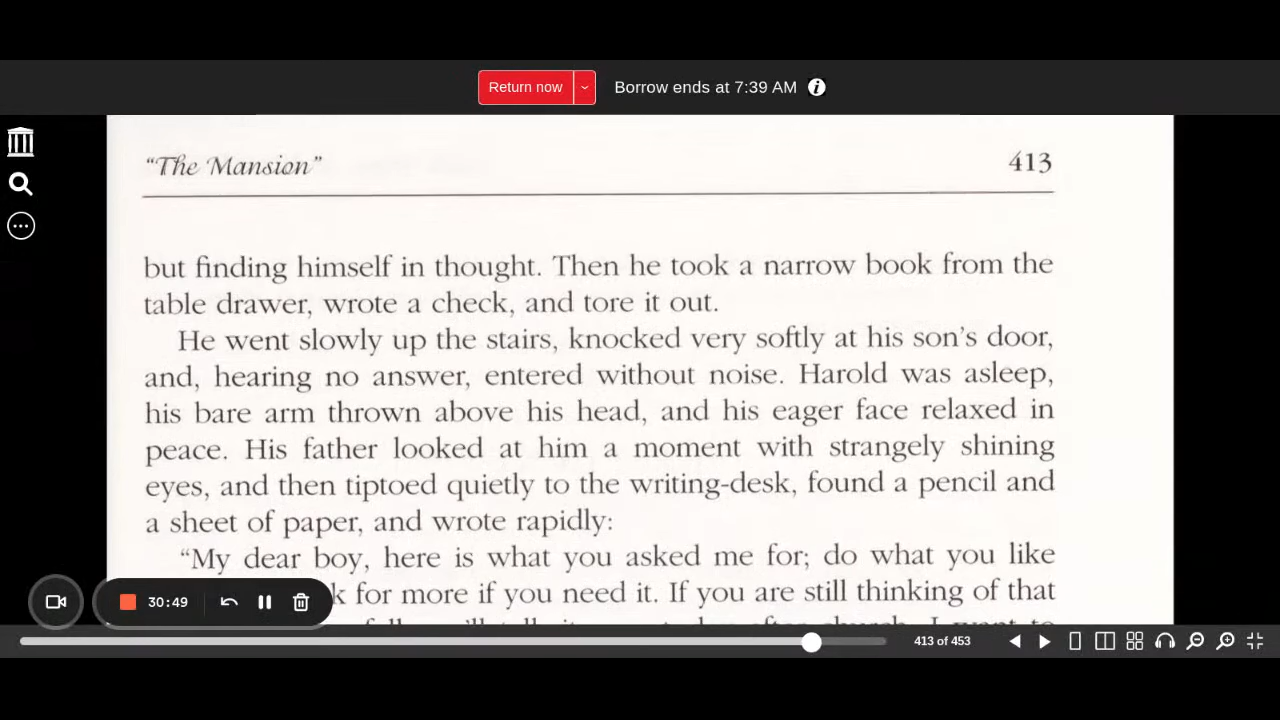 Return now
Borrow ends at 7:39 AM
"The Mansion" 413
but finding himself in thought. Then he took a narrow book from the
table drawer, wrote a check, and tore it out.
He went slowly up the stairs, knocked very softly at his son's door,
and, hearing no answer, entered without noise. Harold was asleep,
his bare arm thrown above his head, and his eager face relaxed in
peace. His father looked at him a moment with strangely shining
eyes, and then tiptoed quietly to the writing-desk, found a pencil and
a sheet of paper, and wrote rapidly:
"My dear boy, here is what you asked me for; do what you like
for more if you need it. If you are still thinking of that
30:49
413 of 453